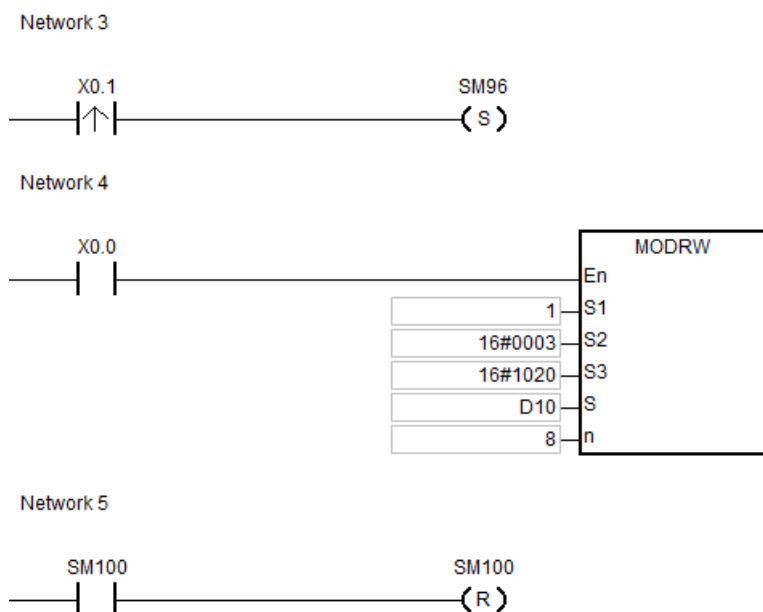 Network 3
X0.1 SM96
S
Network 4
X0.0 MODRW
En
1 S1
16#0003 S2
16#1020 S3
D10 S
8 n
Network 5
SM100 SM100
R